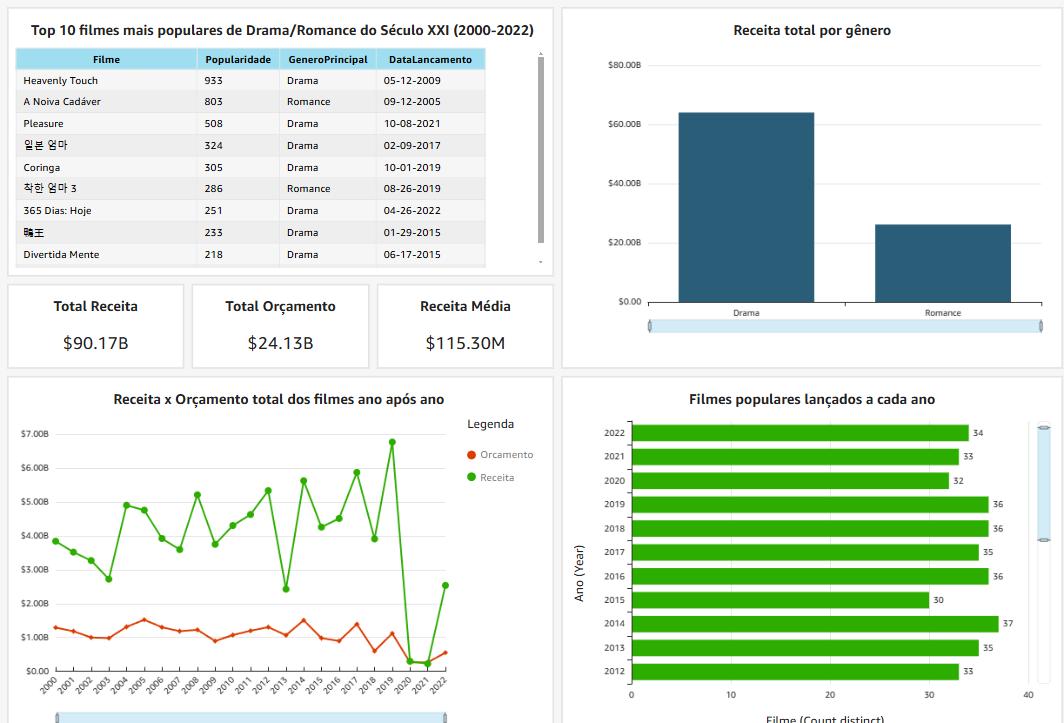 Top 10 filmes mais populares de Drama/Romance do Século XXI (2000-2022)
Filme Popularidade GeneroPrincipal DataLancamento
Heavenly Touch 933 Drama 05-12-2009
A Noiva Cadáver 803 Romance 09-12-2005
Pleasure 508 Drama 10-08-2021
일본 엄마 324 Drama 02-09-2017
Coringa 305 Drama 10-01-2019
착한 엄마 3 286 Romance 08-26-2019
365 Dias: Hoje 251 Drama 04-26-2022
鴨王 233 Drama 01-29-2015
Divertida Mente 218 Drama 06-17-2015
Receita total por gênero
$80.00B
$60.00B
$40.00B
$20.00B
$0.00
Drama Romance
Total Receita
$90.17B
Total Orçamento
$24.13B
Receita Média
$115.30M
Receita x Orçamento total dos filmes ano após ano
Legenda
Orcamento
Receita
$7.00B
$6.00B
$5.00B
$4.00B
$3.00B
$2.00B
$1.00B
$0.00
2000 2001 2002 2003 2004 2005 2006 2007 2008 2009 2010 2011 2012 2013 2014 2015 2016 2017 2018 2019 2020 2021 2022
Filmes populares lançados a cada ano
Ano (Year)
2022 34
2021 33
2020 32
2019 36
2018 36
2017 35
2016 36
2015 30
2014 37
2013 35
2012 33
0 10 20 30 40
Filme (Count distinct)